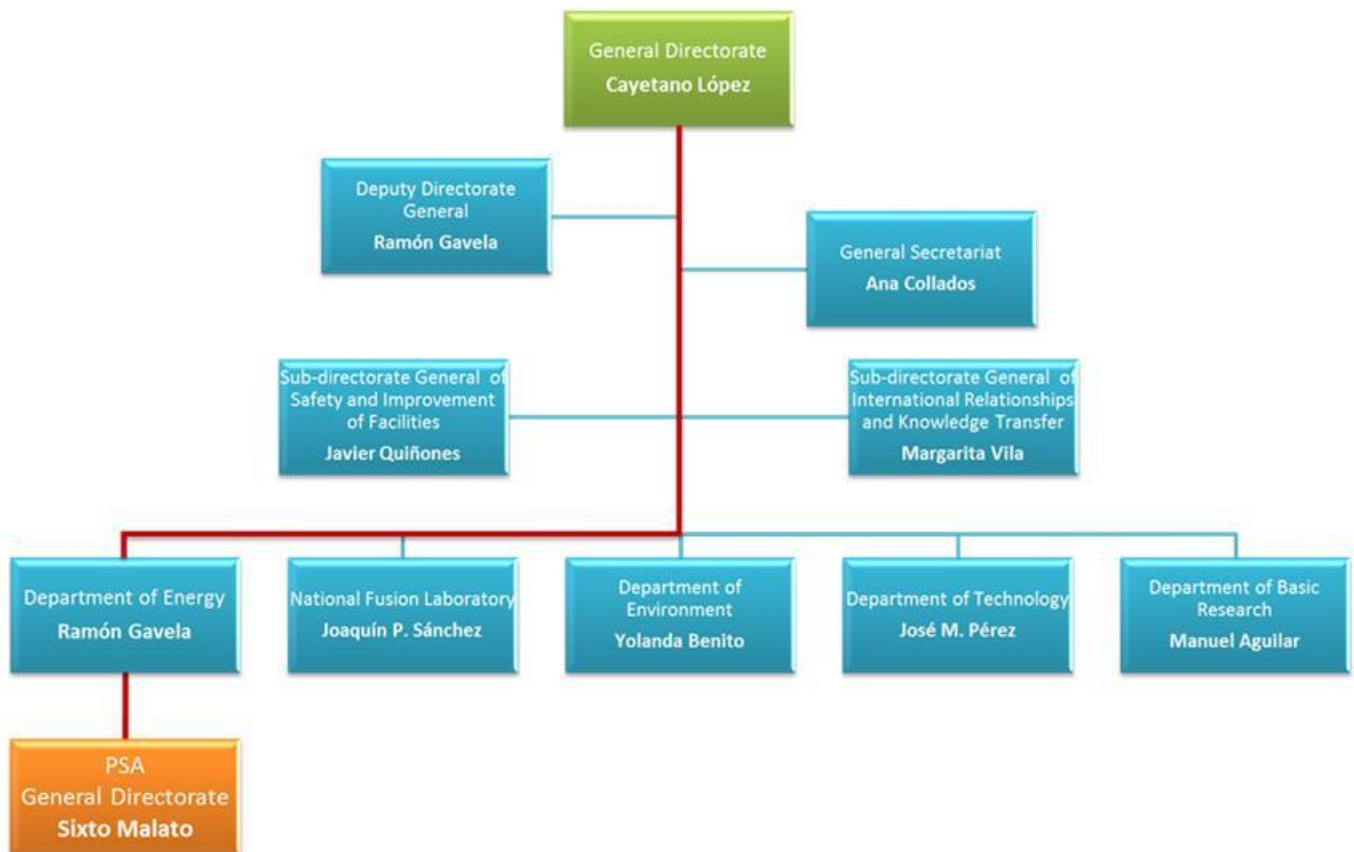 General Directorate
Cayetano López
Deputy Directorate
General
Ramón Gavela
General Secretariat
Ana Collados
Sub-directorate General of
Safety and Improvement
of Facilities
Javier Quiñones
Sub-directorate General of
International Relationships
and Knowledge Transfer
Margarita Vila
Department of Energy
Ramón Gavela
National Fusion Laboratory
Joaquín P. Sánchez
Department of
Environment
Yolanda Benito
Department of Technology
José M. Pérez
Department of Basic
Research
Manuel Aguilar
PSA
General Directorate
Sixto Malato